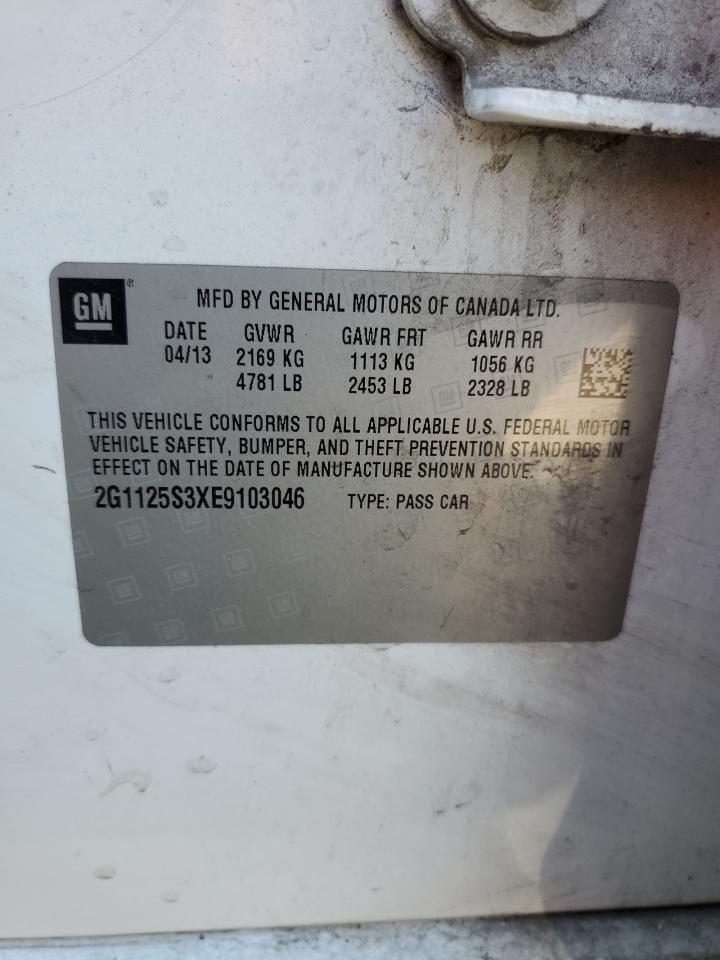 GM
MFD BY GENERAL MOTORS OF CANADA LTD.
DATE GVWR GAWR FRT GAWR RR
04/13 2169 KG 1113 KG 1056 KG
4781 LB 2453 LB 2328 LB
THIS VEHICLE CONFORMS TO ALL APPLICABLE U.S. FEDERAL MOTOR
VEHICLE SAFETY, BUMPER, AND THEFT PREVENTION STANDARDS IN
EFFECT ON THE DATE OF MANUFACTURE SHOWN ABOVE.
2G1125S3XE9103046 TYPE: PASS CAR